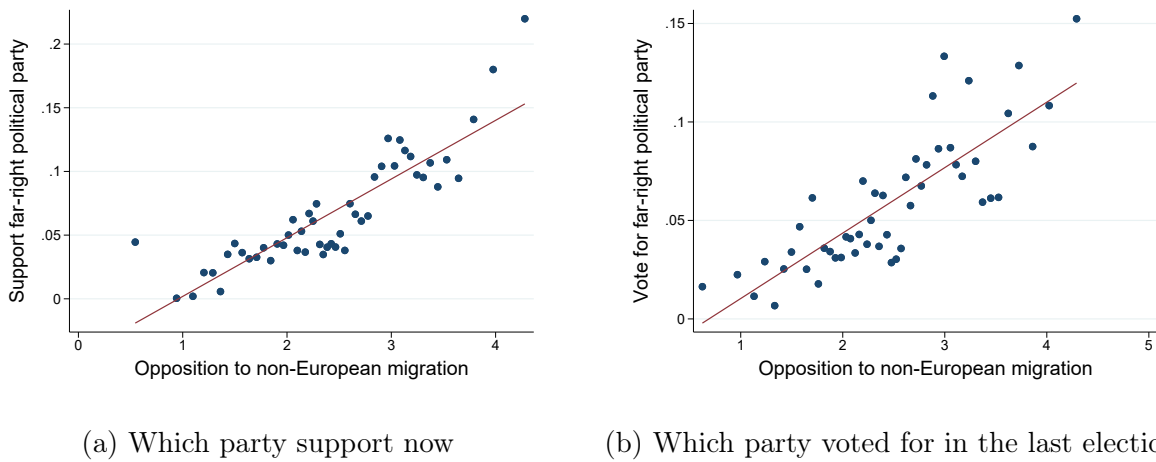 Support far-right political party
.2
.15
.1
.05
0
0 1 2 3 4
Opposition to non-European migration
(a) Which party support now
Vote for far-right political party
.15
.1
.05
0
1 2 3 4 5
Opposition to non-European migration
(b) Which party voted for in the last electio